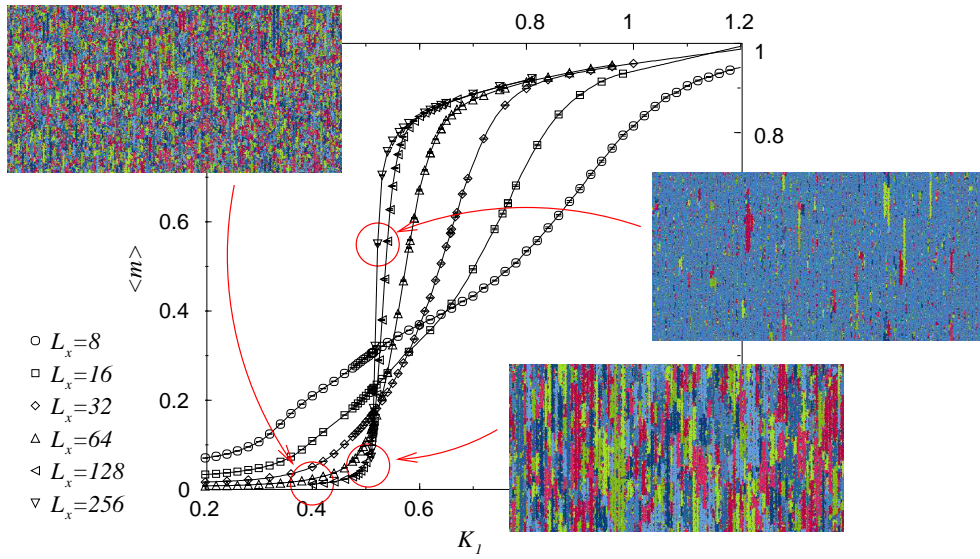 0.8 1 1.2
1
0.8
0.6
0.4
0.2
0
<m>
L_x=8
L_x=16
L_x=32
L_x=64
L_x=128
L_x=256
0.2 0.4 0.6
K_1